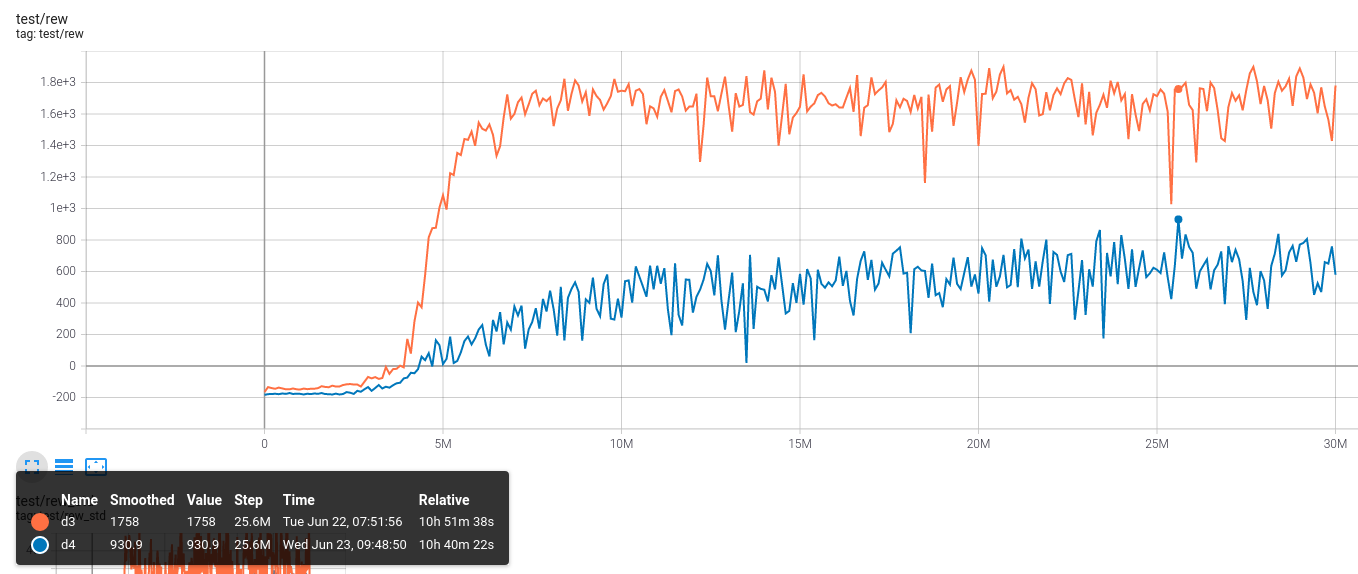 test/rew
tag: test/rew
1.8e+3
1.6e+3
1.4e+3
1.2e+3
1e+3
800
600
400
200
0
-200
0 5M 10M 15M 20M 25M 30M
Name Smoothed Value Step Time Relative
d3 1758 1758 25.6M Tue Jun 22, 07:51:56 10h 51m 38s
d4 930.9 930.9 25.6M Wed Jun 23, 09:48:50 10h 40m 22s